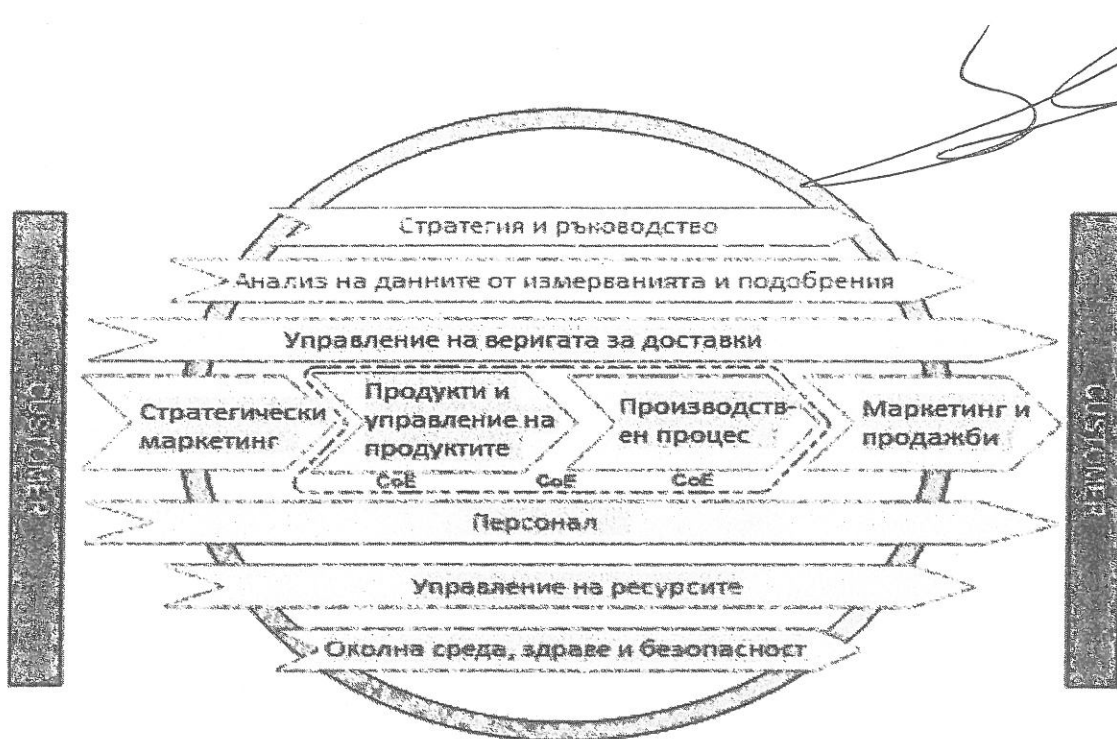 Стратегия и ръководство
Анализ на данните от измерванията и подобрения
Управление на веригата за доставки
CUSTOMER
Стратегически
маркетинг
Продукти и
управление на
продуктите
Производств-
ен процес
Маркетинг и
продажби
CUSTOMER
CoE CoE CoE
Персонал
Управление на ресурсите
Околна среда, здраве и безопасност